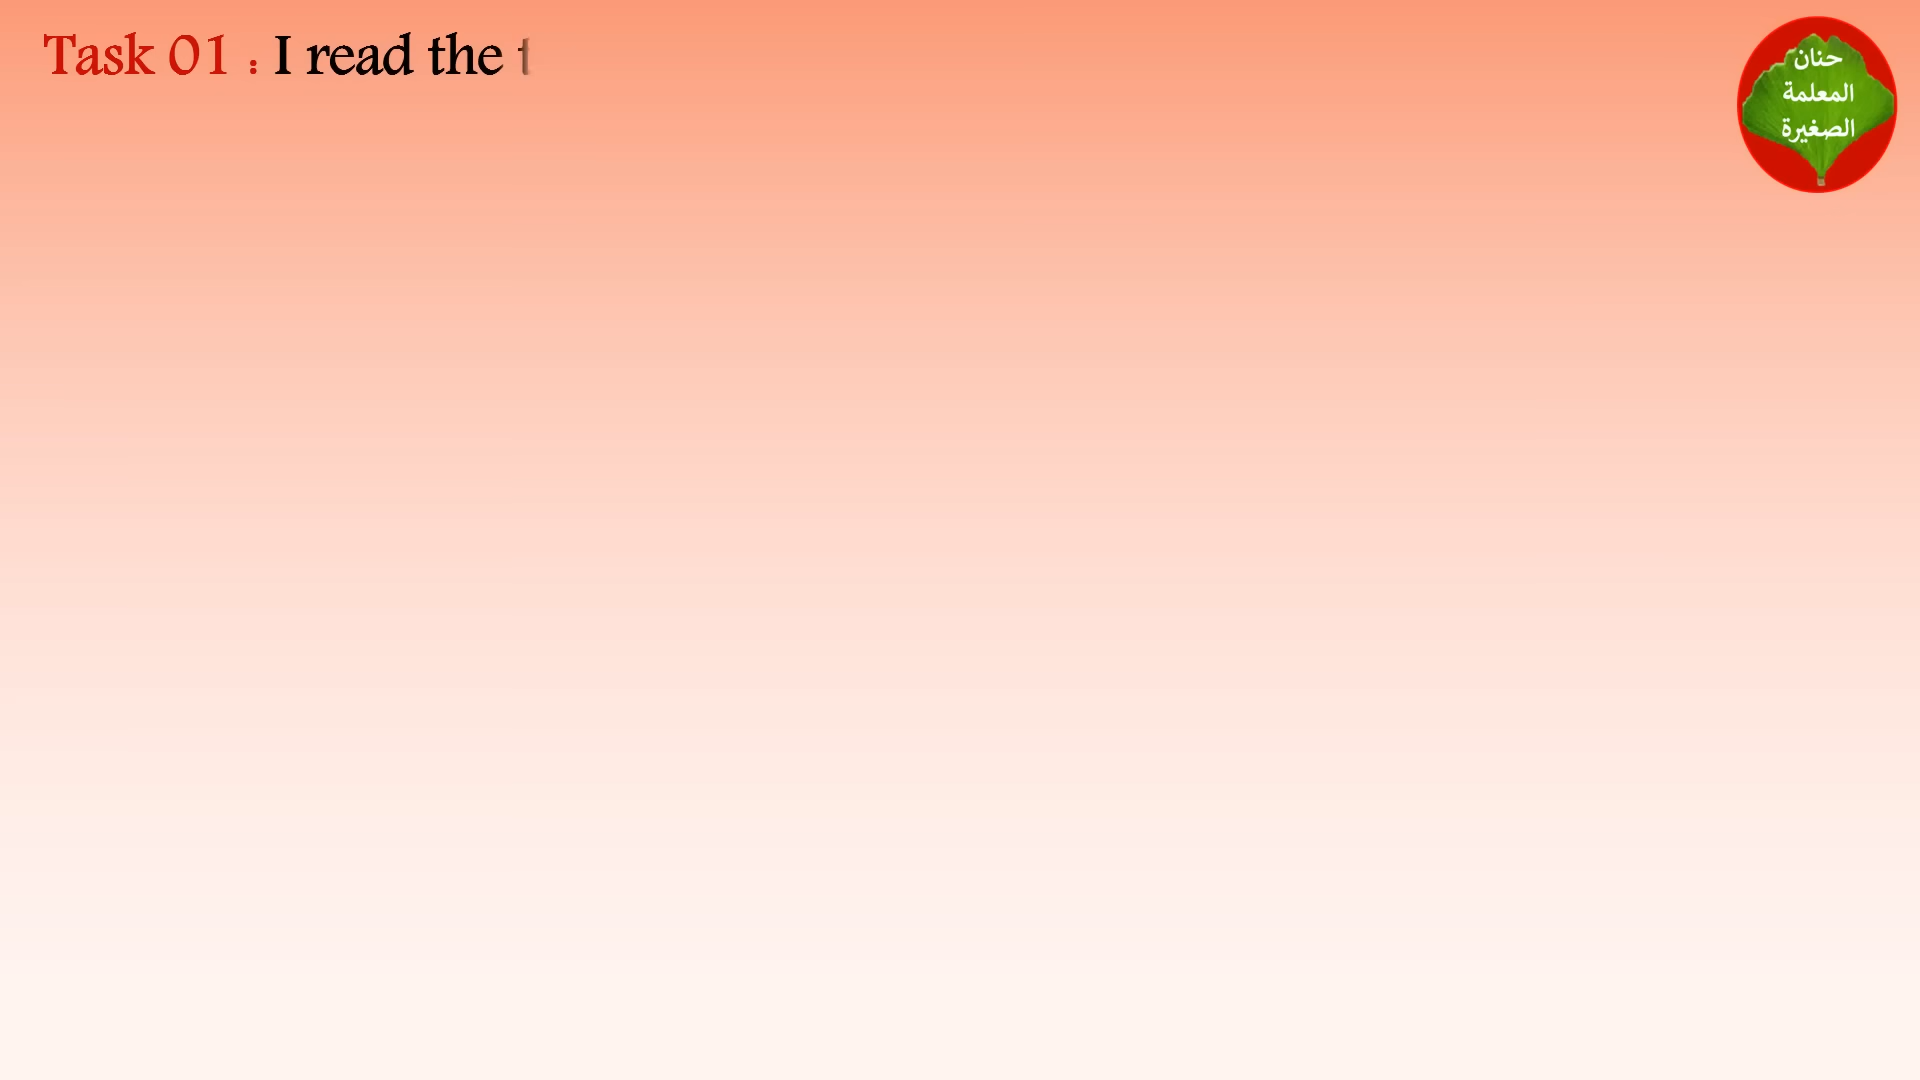 Task 01 : I read the t
حنان
المعلمة
الصغيرة